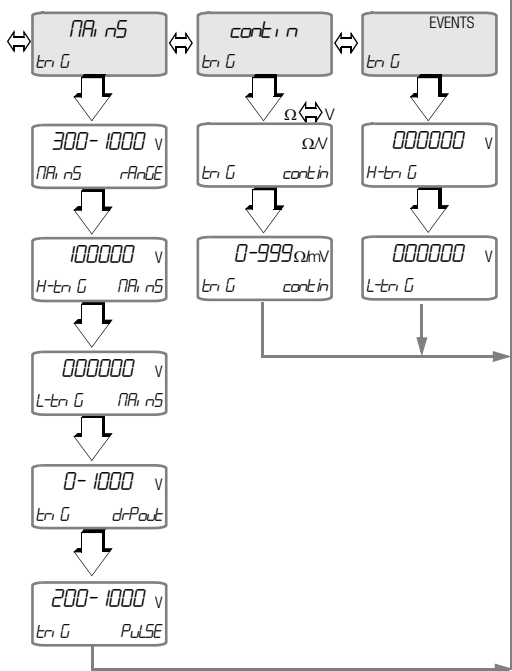 MAinS
triG
contin
triG
EVENTS
triG
300-1000 V
MAinS rAnGE
100000 V
H-triG MAinS
000000 V
L-triG MAinS
0-1000 V
triG drPout
200-1000 V
triG PuLSE
Ω V
Ω/V
triG contin
0-999 Ω/mV
triG contin
000000 V
H-triG
000000 V
L-triG